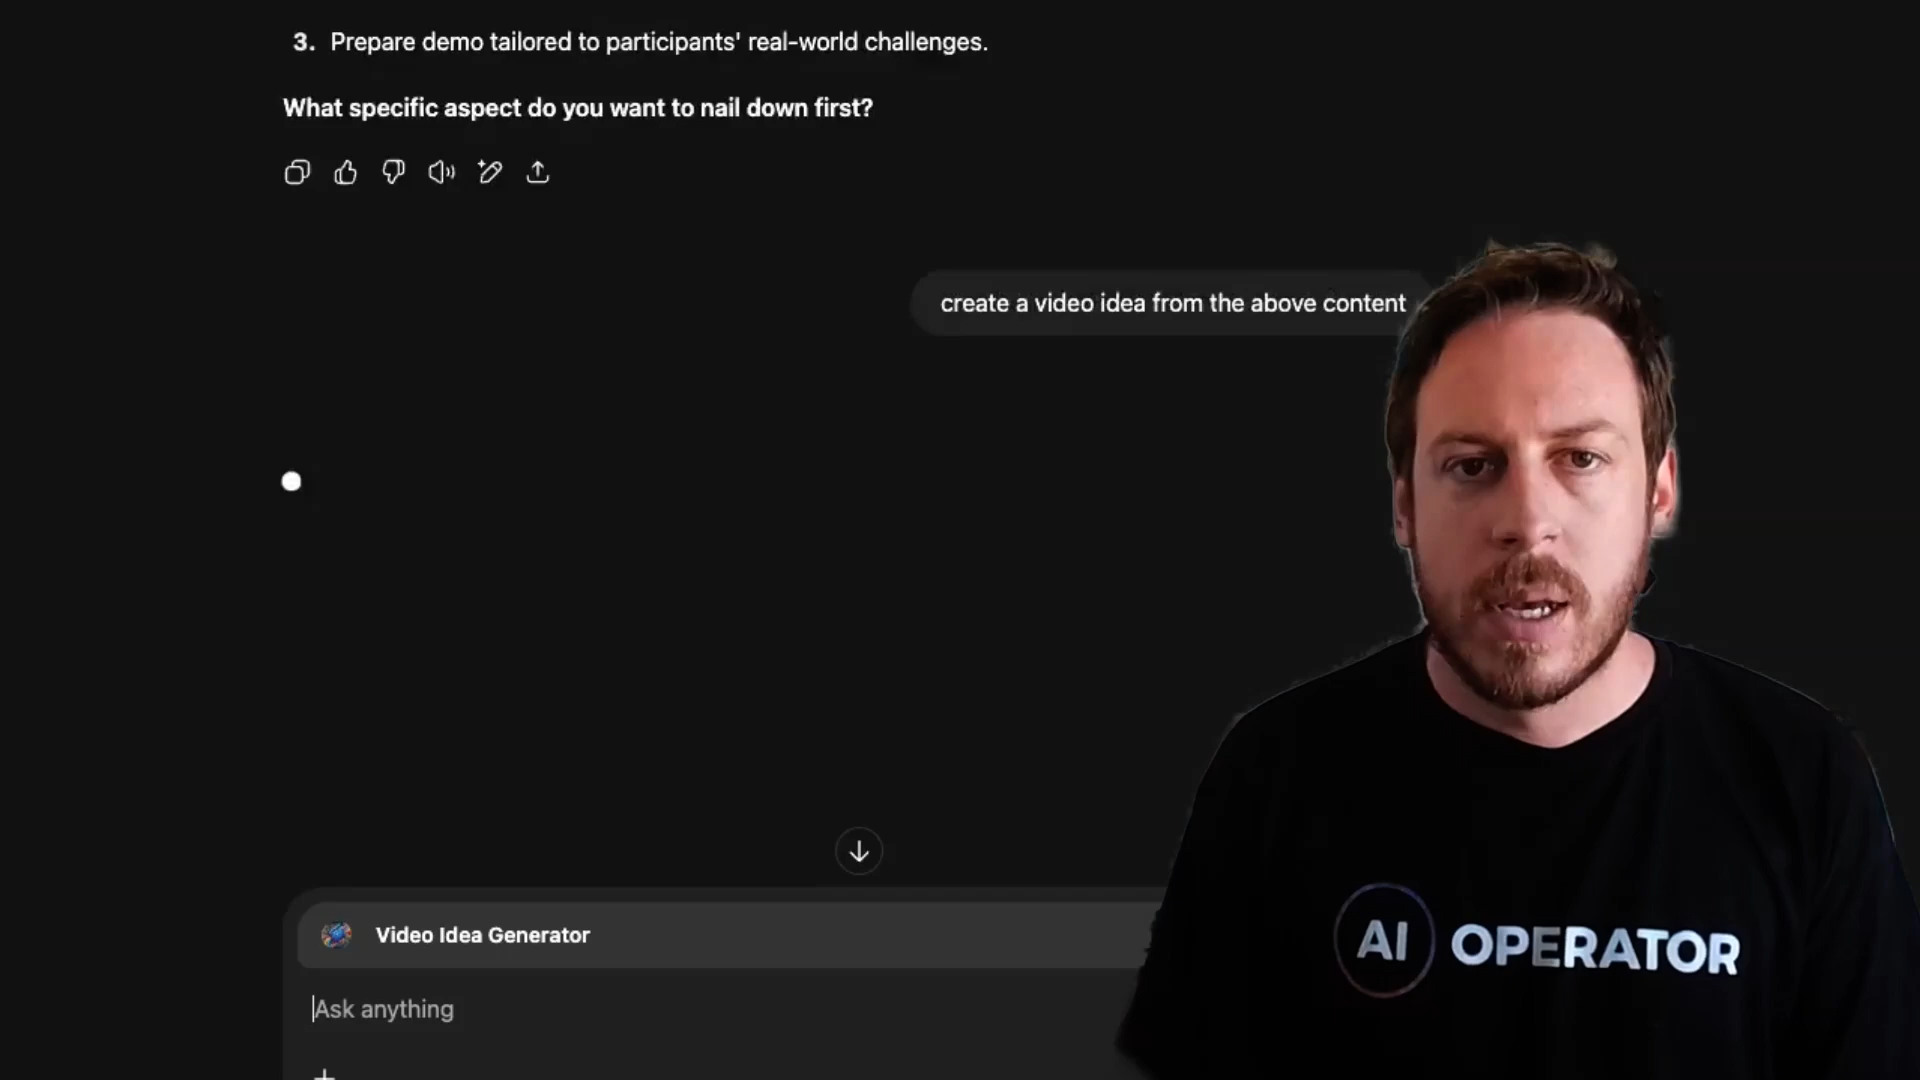 3. Prepare demo tailored to participants' real-world challenges.
What specific aspect do you want to nail down first?
create a video idea from the above content
Video Idea Generator
Ask anything
AI OPERATOR